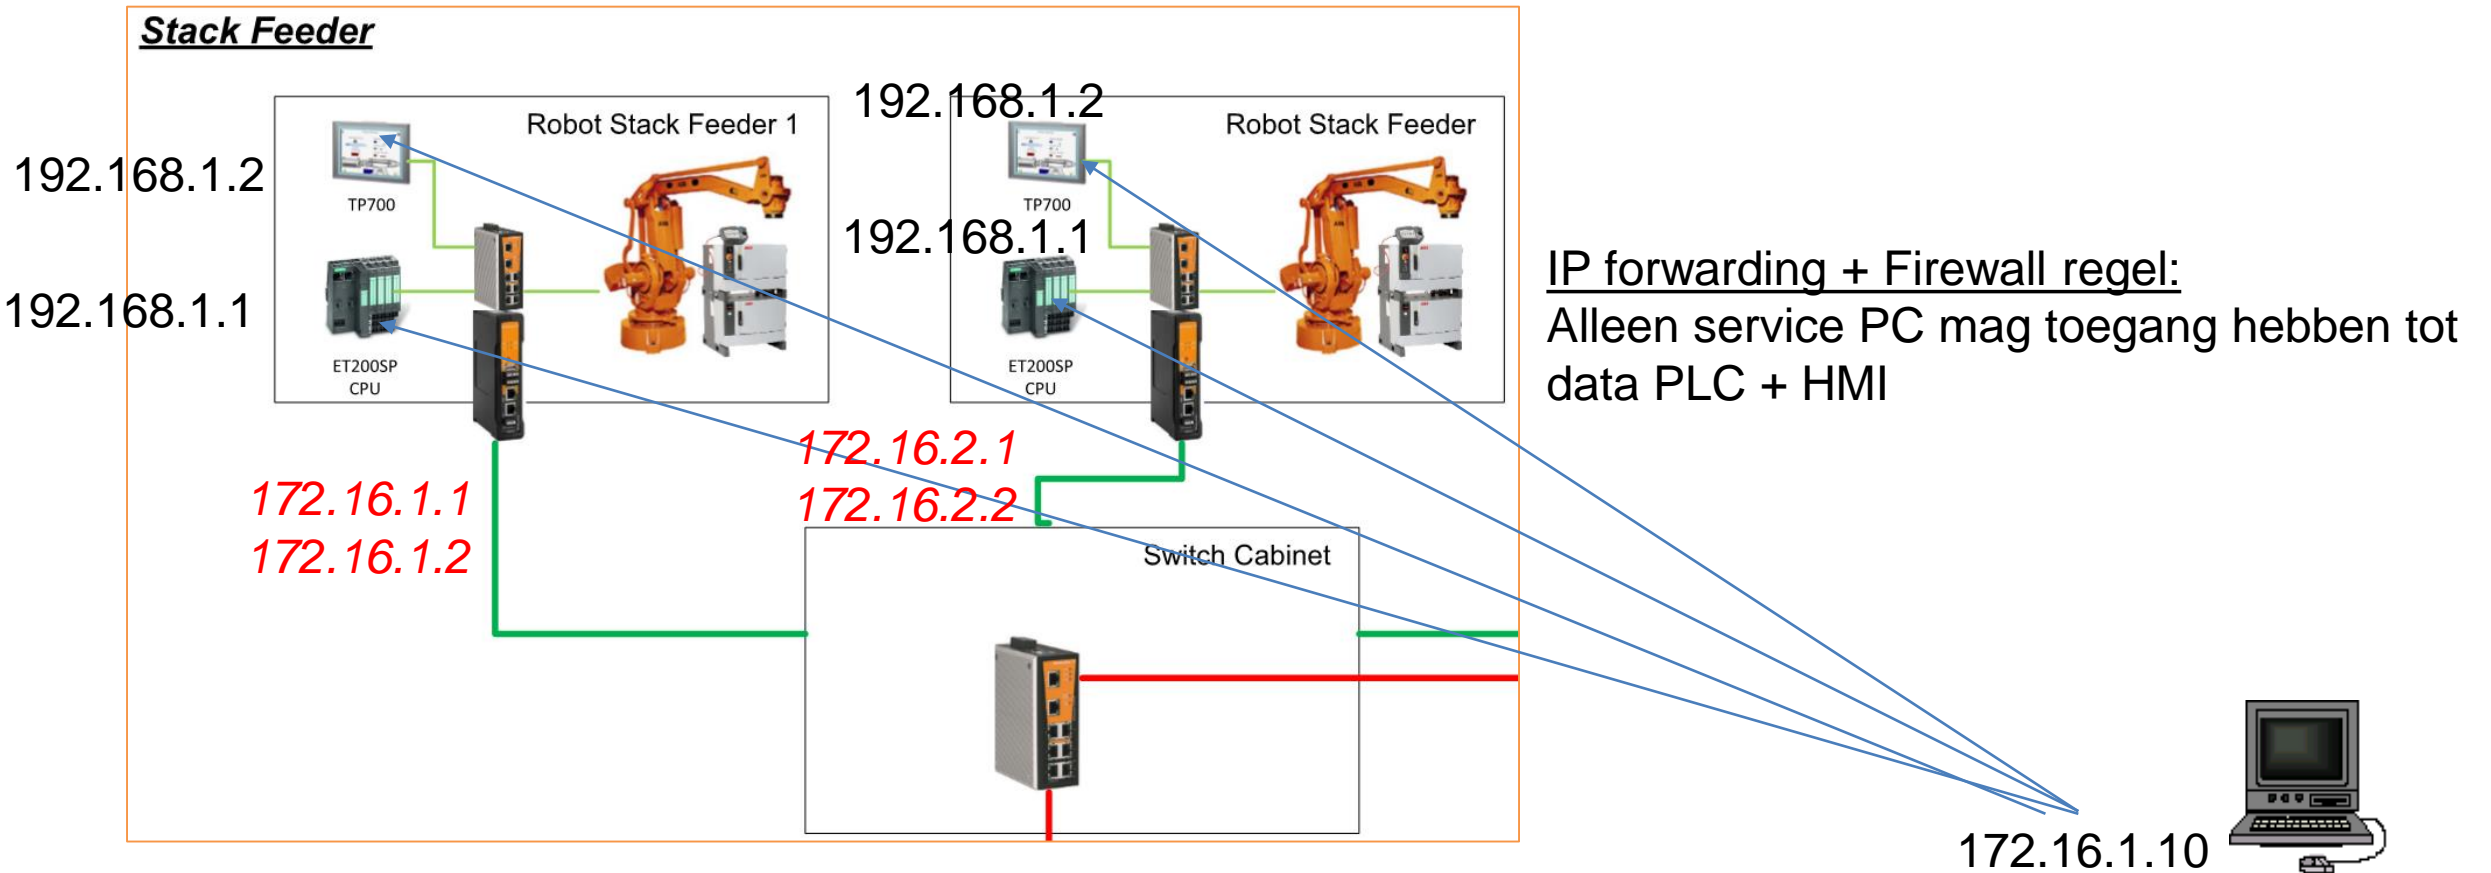 Stack Feeder
192.168.1.2
Robot Stack Feeder 1
Robot Stack Feeder
192.168.1.2
TP700
TP700
192.168.1.1
192.168.1.1
ET200SP
CPU
ET200SP
CPU
IP forwarding + Firewall regel:
Alleen service PC mag toegang hebben tot
data PLC + HMI
172.16.2.1
172.16.2.2
172.16.1.1
172.16.1.2
Switch Cabinet
172.16.1.10